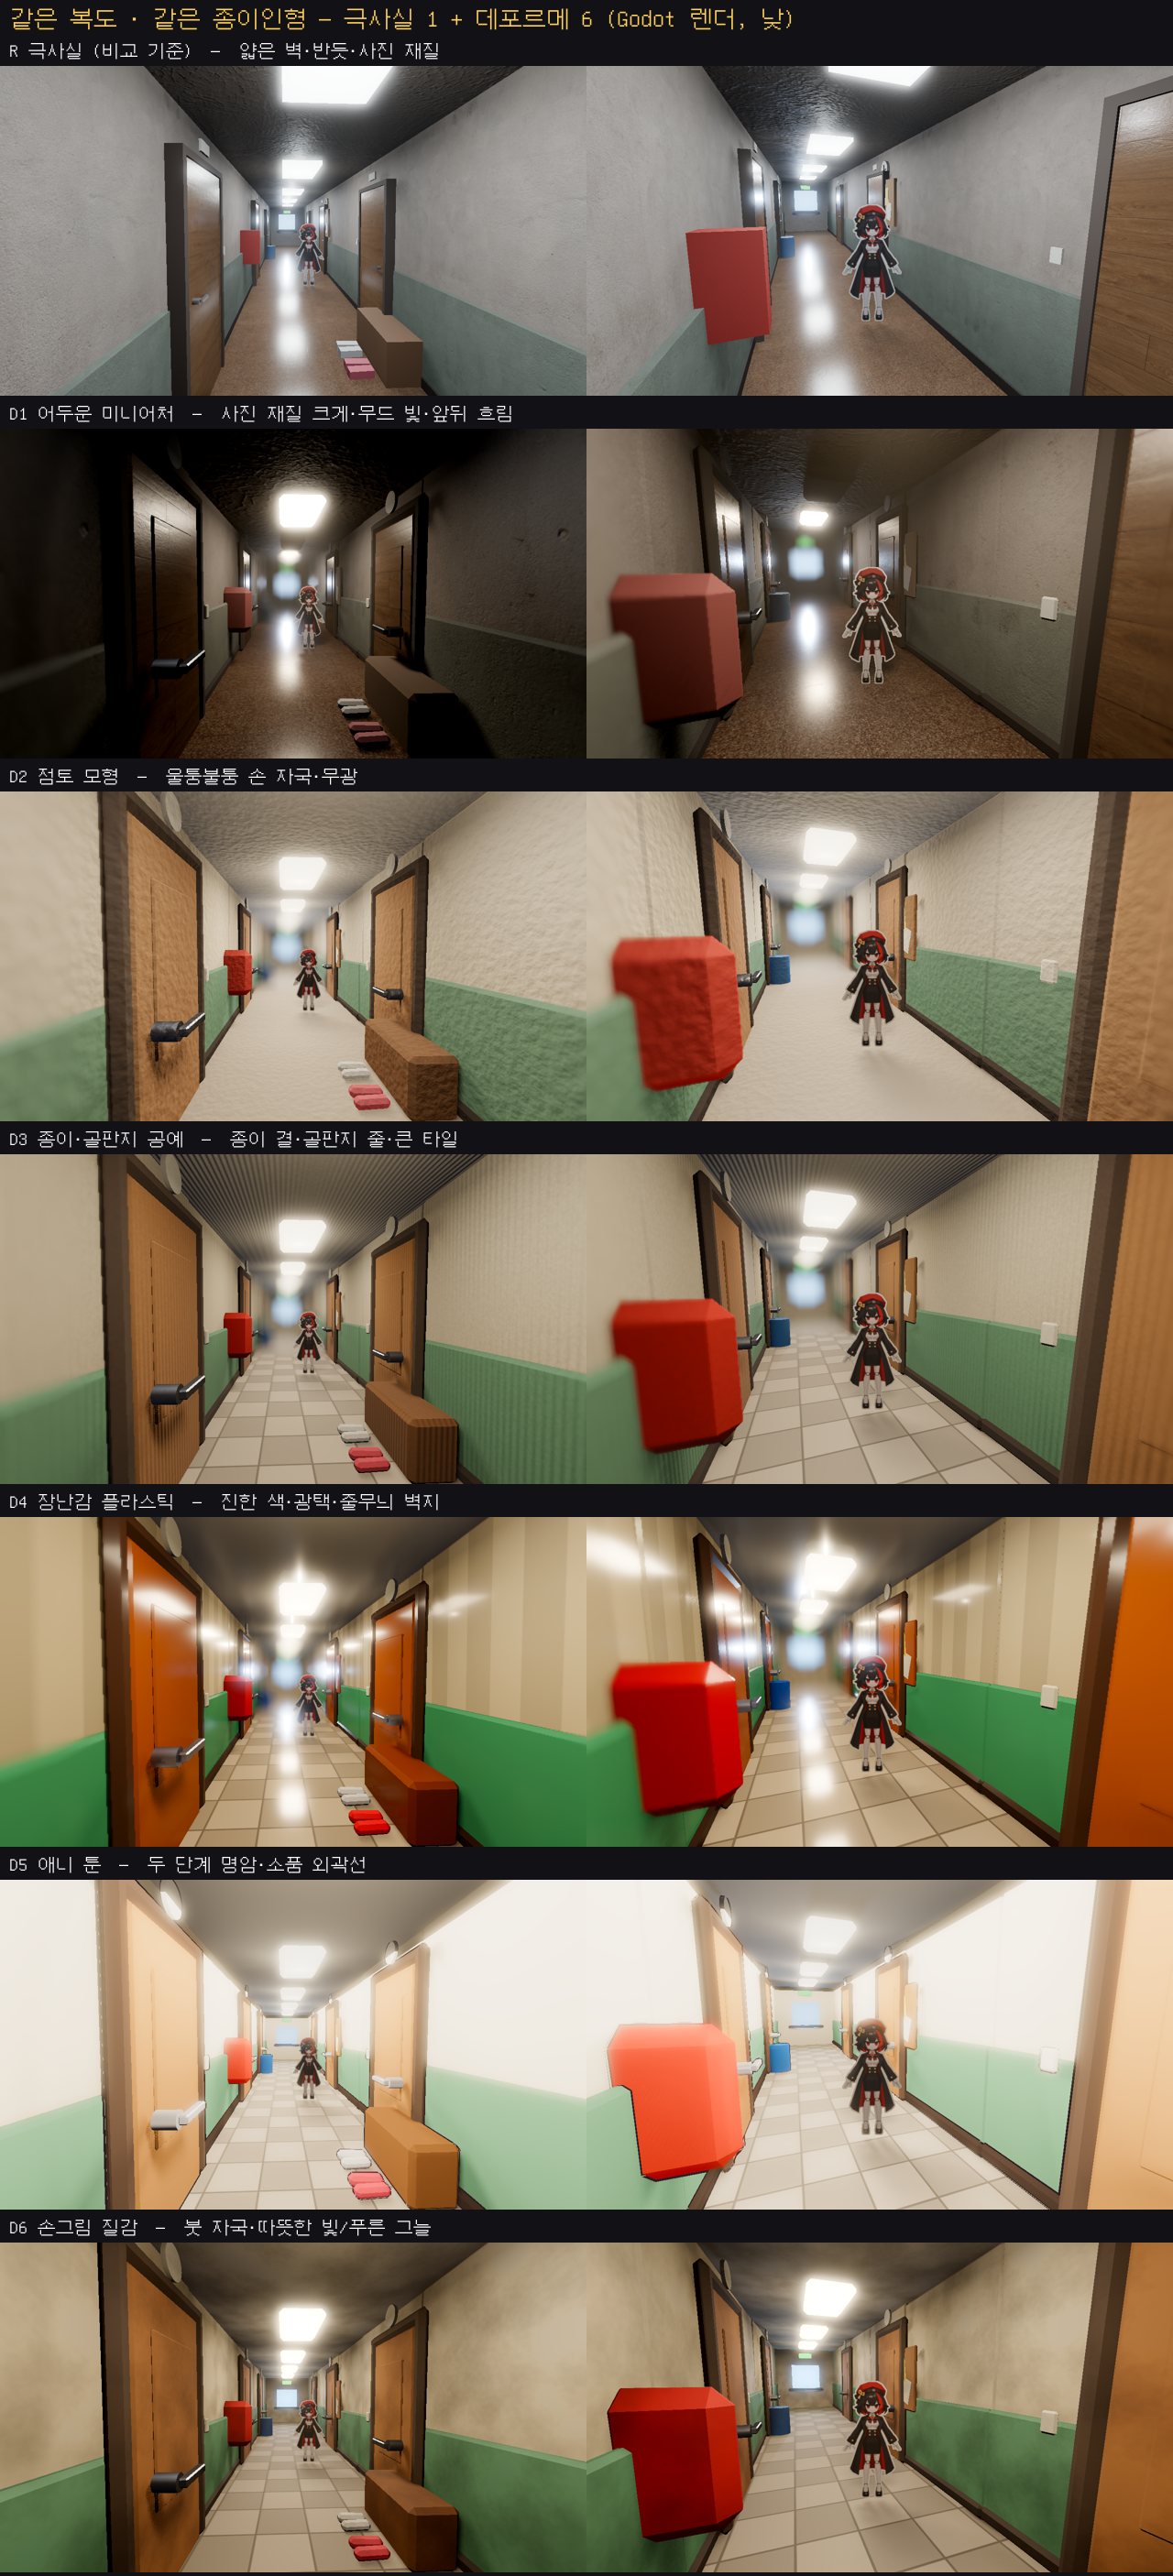 같은 복도 · 같은 종이인형 — 극사실 1 + 데포르메 6 (Godot 렌더, 낮)
R 극사실 (비교 기준) — 얇은 벽·반듯·사진 재질
D1 어두운 미니어처 — 사진 재질 크게·무드 빛·앞뒤 흐림
D2 점토 모형 — 울퉁불퉁 손 자국·무광
D3 종이·골판지 공예 — 종이 결·골판지 줄·큰 타일
D4 장난감 플라스틱 — 진한 색·광택·줄무늬 벽지
D5 애니 툰 — 두 단계 명암·소품 외곽선
D6 손그림 질감 — 붓 자국·따뜻한 빛/푸른 그늘